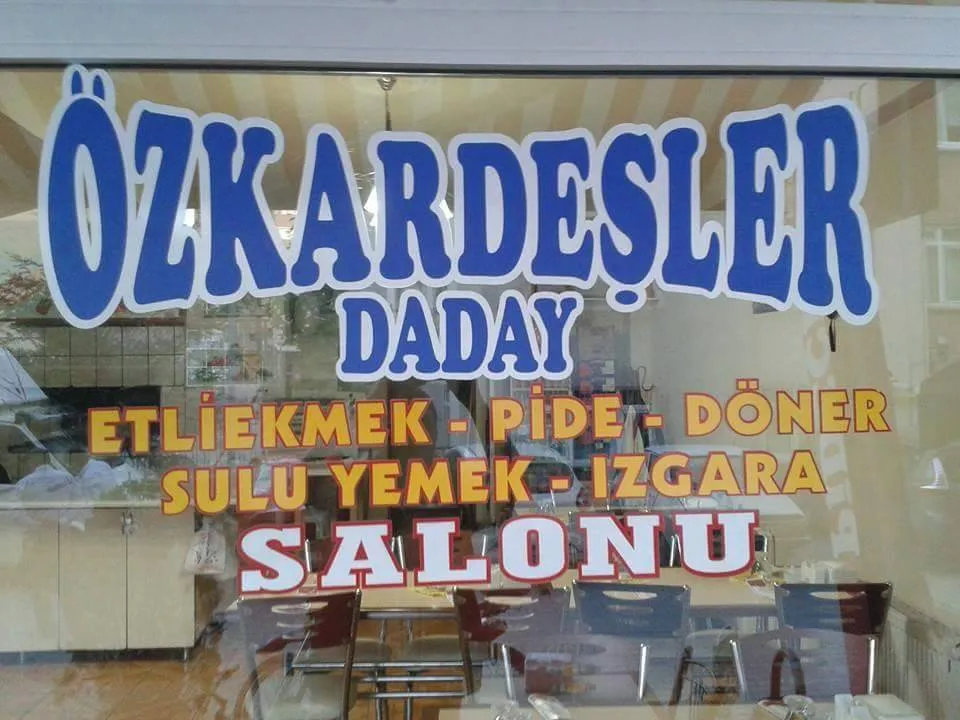 ÖZKARDEŞLER
DADAY
ETLİEKMEK - PİDE - DÖNER
SULU YEMEK - IZGARA
SALONU